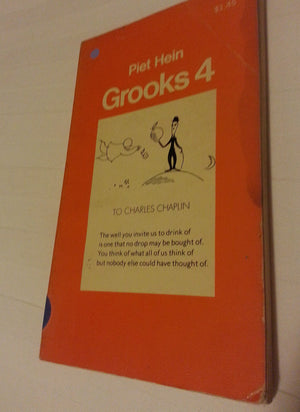 $1.45
Piet Hein
Grooks 4
TO CHARLES CHAPLIN
The well you invite us to drink of
is one that no drop may be bought of.
You think of what all of us think of
but nobody else could have thought of.